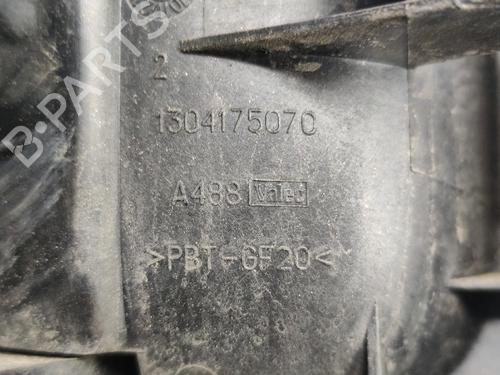 2
1304175070
A488 Valeo
>PBT-GF20<
B-PARTS